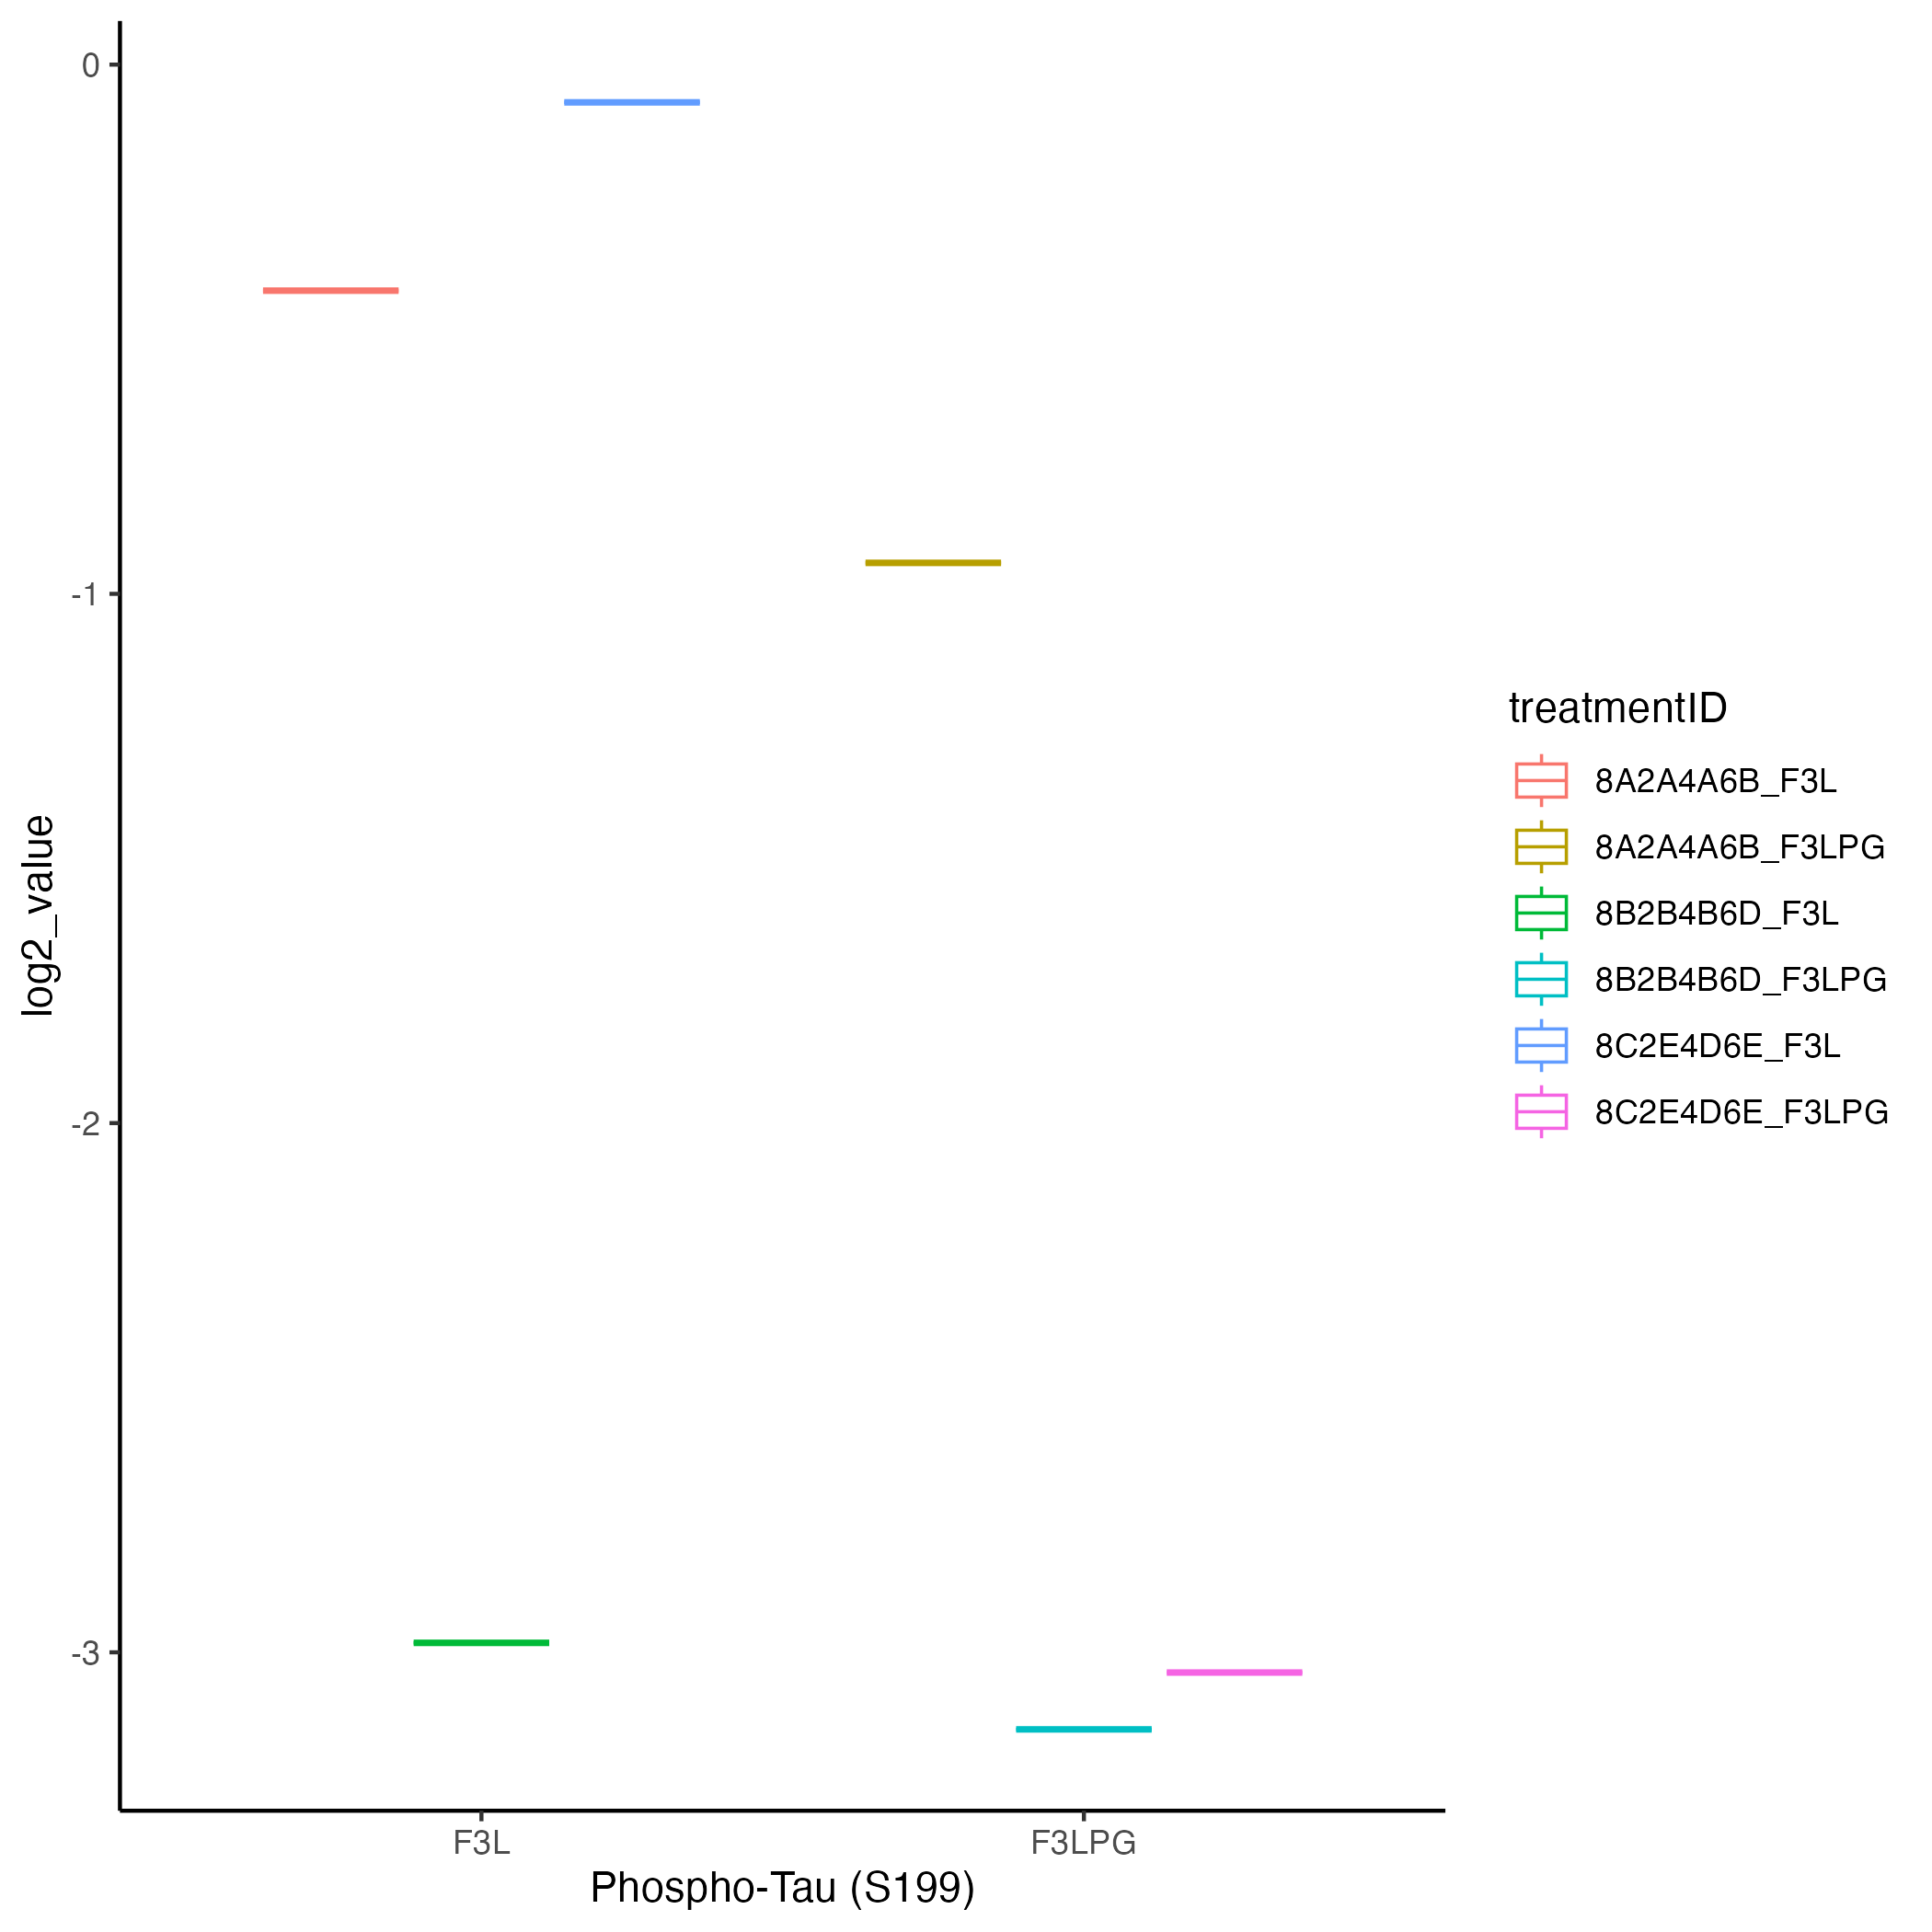 0
-1
-2
-3
log2_value
F3L
F3LPG
Phospho-Tau (S199)
treatmentID
8A2A4A6B_F3L
8A2A4A6B_F3LPG
8B2B4B6D_F3L
8B2B4B6D_F3LPG
8C2E4D6E_F3L
8C2E4D6E_F3LPG